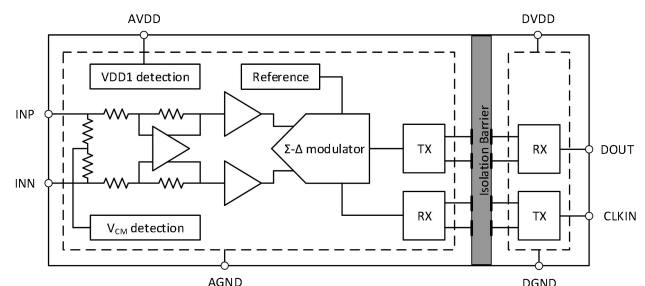 AVDD
DVDD
VDD1 detection
Reference
INP
Σ-Δ modulator
TX
Isolation Barrier
RX
DOUT
INN
VCM detection
RX
TX
CLKIN
AGND
DGND